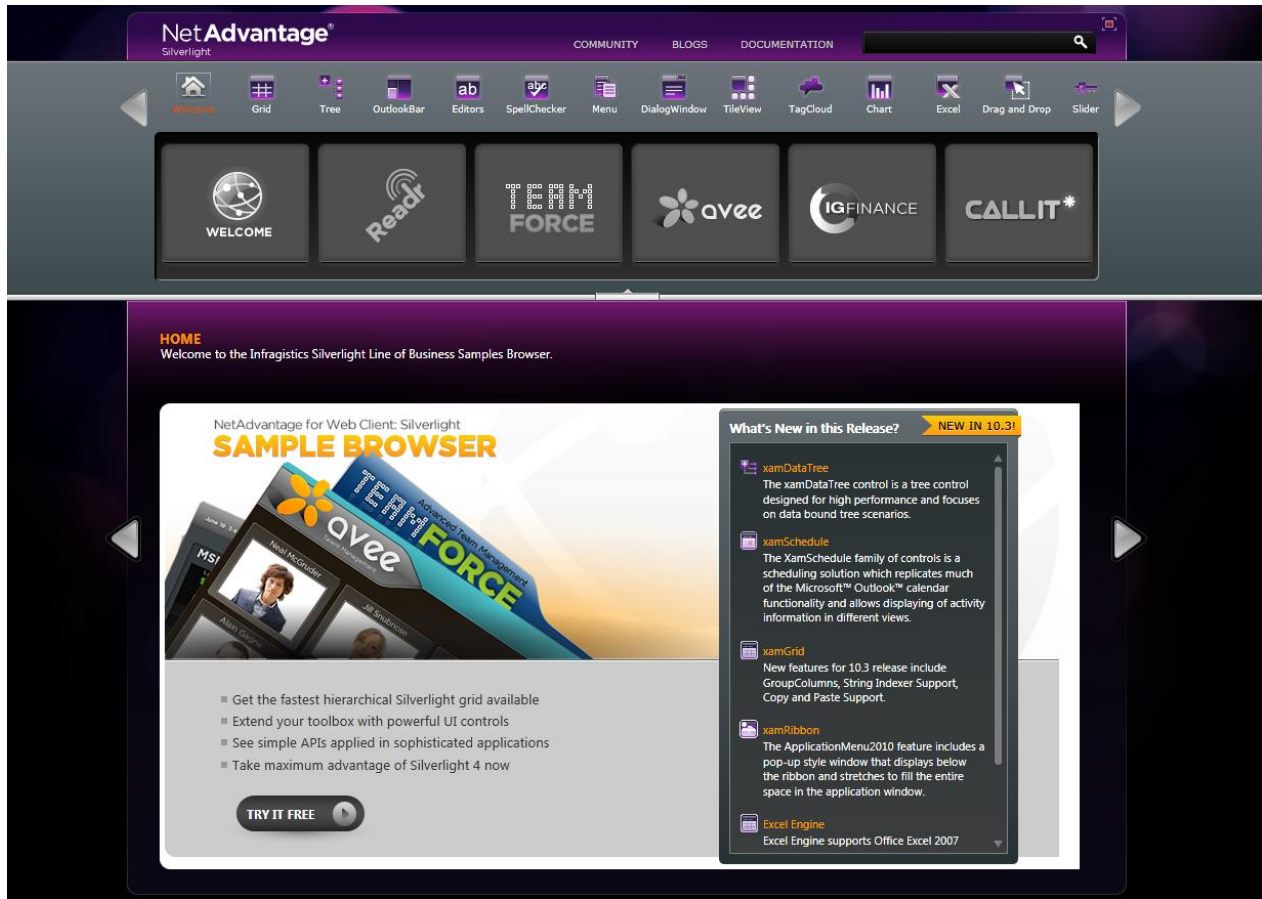 NetAdvantage®
Silverlight
COMMUNITY BLOGS DOCUMENTATION
Welcome Grid Tree OutlookBar Editors SpellChecker Menu DialogWindow TileView TagCloud Chart Excel Drag and Drop Slider
ab
abc
WELCOME
Readr
TEAM
FORCE
avee
IGFINANCE
CALLIT*
HOME
Welcome to the Infragistics Silverlight Line of Business Samples Browser.
NetAdvantage for Web Client: Silverlight
SAMPLE BROWSER
avee
Talent Management
TEAM
FORCE
Advanced Team Management
Neal McGruder
Jill Snubnose
Alain Gagne
June 19
Get the fastest hierarchical Silverlight grid available
Extend your toolbox with powerful UI controls
See simple APIs applied in sophisticated applications
Take maximum advantage of Silverlight 4 now
TRY IT FREE
What's New in this Release?
NEW IN 10.3!
xamDataTree
The xamDataTree control is a tree control
designed for high performance and focuses
on data bound tree scenarios.
xamSchedule
The XamSchedule family of controls is a
scheduling solution which replicates much
of the Microsoft™ Outlook™ calendar
functionality and allows displaying of activity
information in different views.
xamGrid
New features for 10.3 release include
GroupColumns, String Indexer Support,
Copy and Paste Support.
xamRibbon
The ApplicationMenu2010 feature includes a
pop-up style window that displays below
the ribbon and stretches to fill the entire
space in the application window.
Excel Engine
Excel Engine supports Office Excel 2007